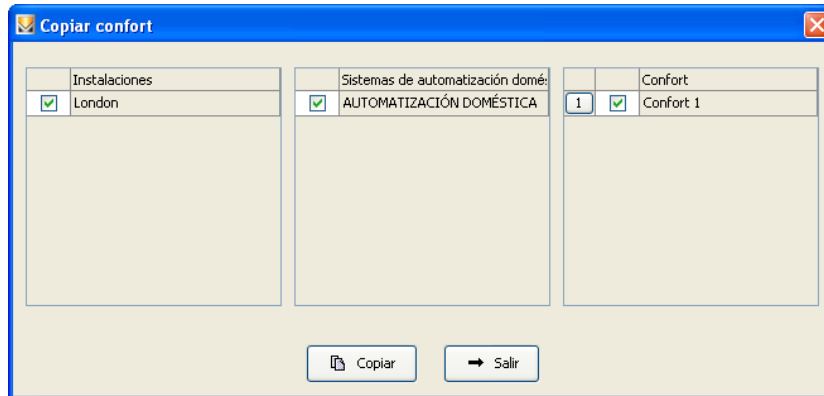 Copiar confort
Instalaciones
London
Sistemas de automatización domés
AUTOMATIZACIÓN DOMÉSTICA
Confort
1 Confort 1
Copiar
Salir